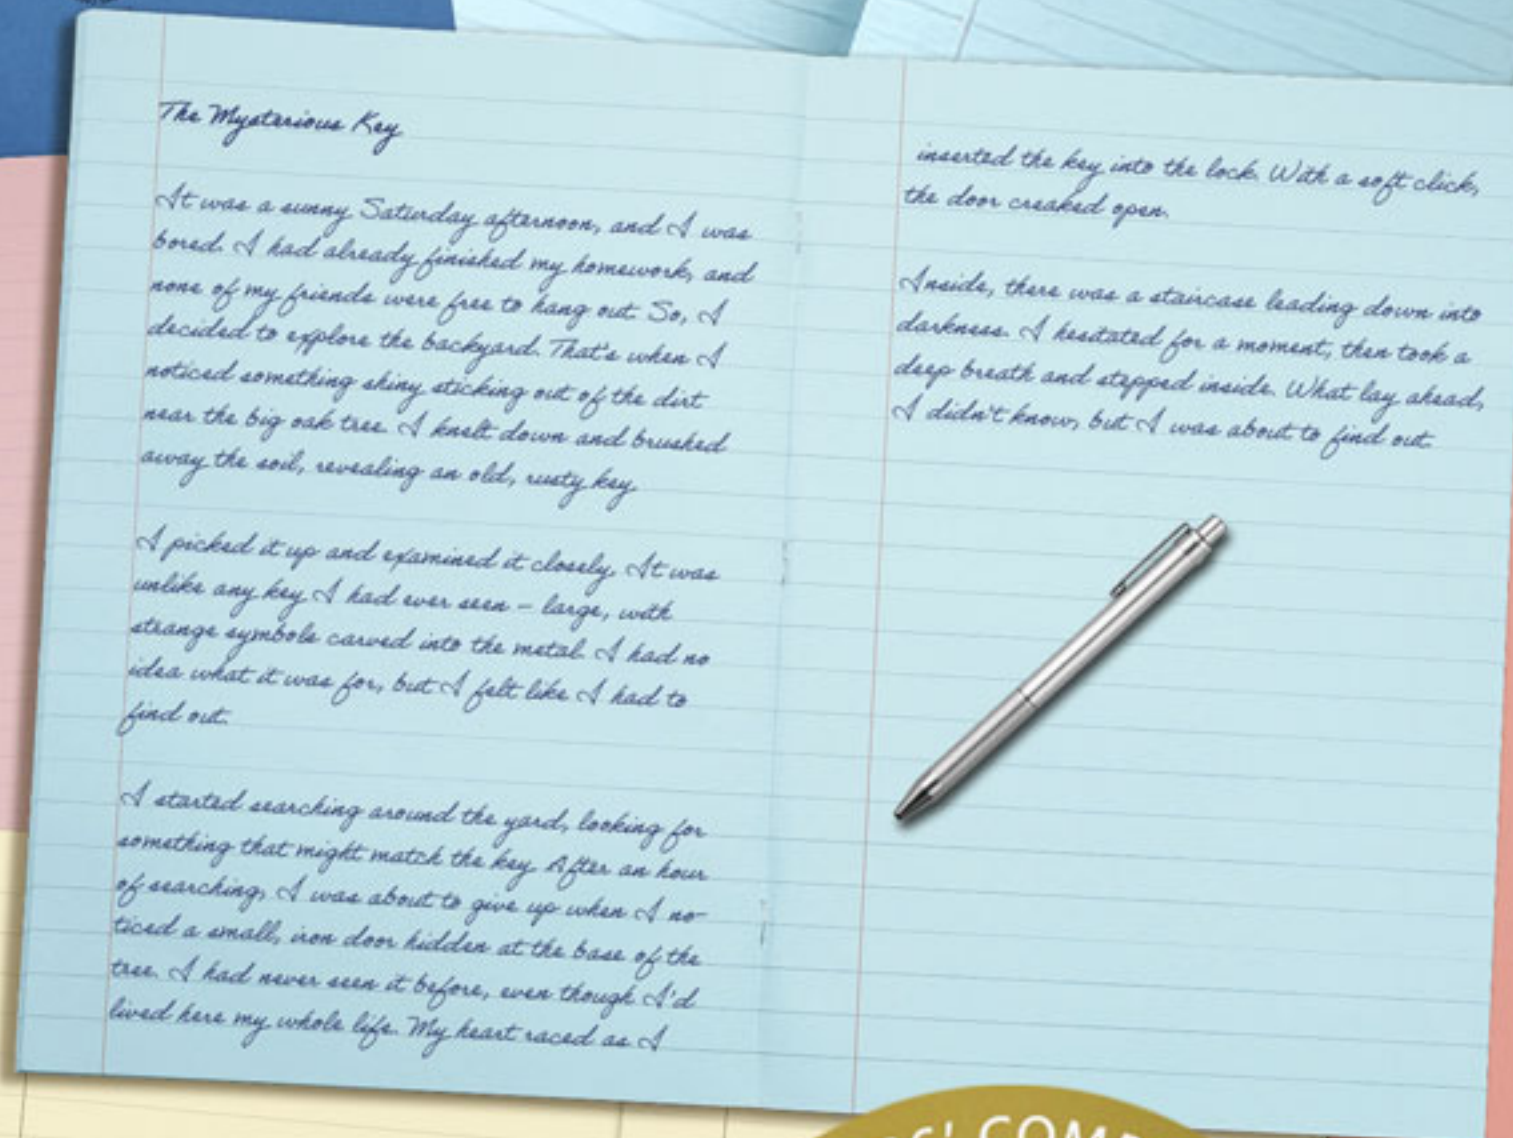 The Mysterious Key
It was a sunny Saturday afternoon, and I was
bored. I had already finished my homework, and
none of my friends were free to hang out. So, I
decided to explore the backyard. That's when I
noticed something shiny sticking out of the dirt
near the big oak tree. I knelt down and brushed
away the soil, revealing an old, rusty key.
I picked it up and examined it closely. It was
unlike any key I had ever seen – large, with
strange symbols carved into the metal. I had no
idea what it was for, but I felt like I had to
find out.
I started searching around the yard, looking for
something that might match the key. After an hour
of searching, I was about to give up when I no-
ticed a small, iron door hidden at the base of the
tree. I had never seen it before, even though I'd
lived here my whole life. My heart raced as I
inserted the key into the lock. With a soft click,
the door creaked open.
Inside, there was a staircase leading down into
darkness. I hesitated for a moment, then took a
deep breath and stepped inside. What lay ahead,
I didn't know, but I was about to find out.